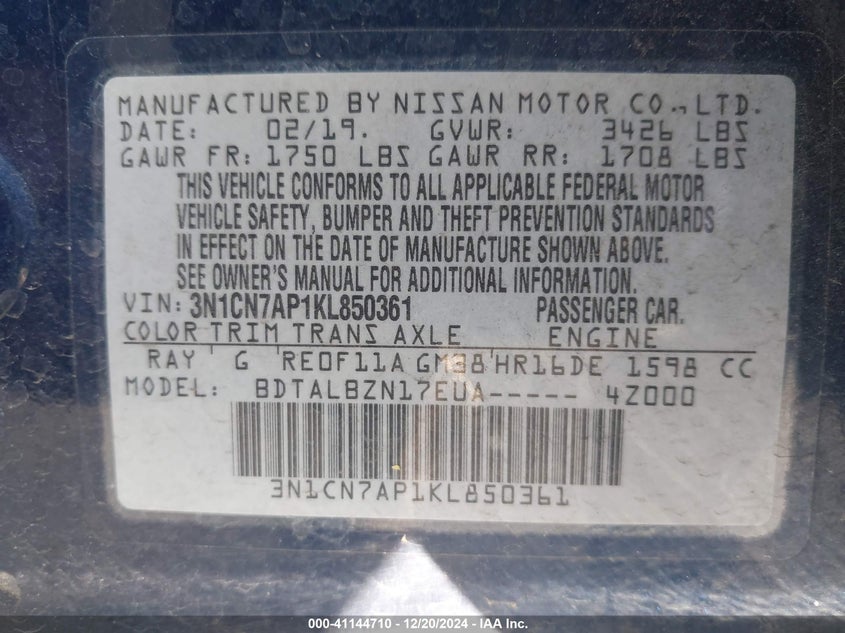 MANUFACTURED BY NISSAN MOTOR CO., LTD.
DATE: 02/19. GVWR: 3426 LBS
GAWR FR: 1750 LBS GAWR RR: 1708 LBS
THIS VEHICLE CONFORMS TO ALL APPLICABLE FEDERAL MOTOR
VEHICLE SAFETY, BUMPER AND THEFT PREVENTION STANDARDS
IN EFFECT ON THE DATE OF MANUFACTURE SHOWN ABOVE.
SEE OWNER'S MANUAL FOR ADDITIONAL INFORMATION.
VIN: 3N1CN7AP1KL850361 PASSENGER CAR.
COLOR TRIM TRANS AXLE ENGINE
RAY G RE0F11A GM38 HR16DE 1598 CC
MODEL: BDTALBZN17EUA----- 4Z000
3N1CN7AP1KL850361
000-41144710 - 12/20/2024 - IAA Inc.